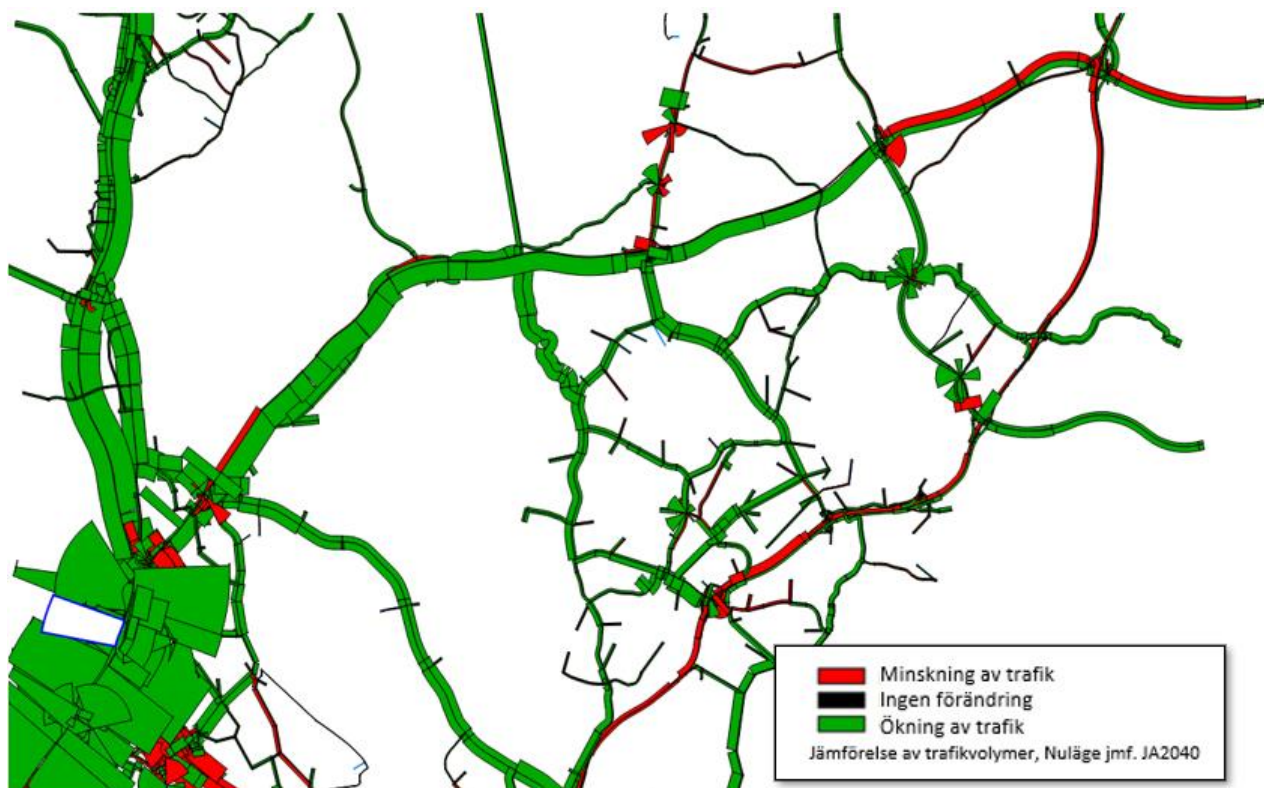 Minskning av trafik
Ingen förändring
Ökning av trafik
Jämförelse av trafikvolymer, Nuläge jmf. JA2040